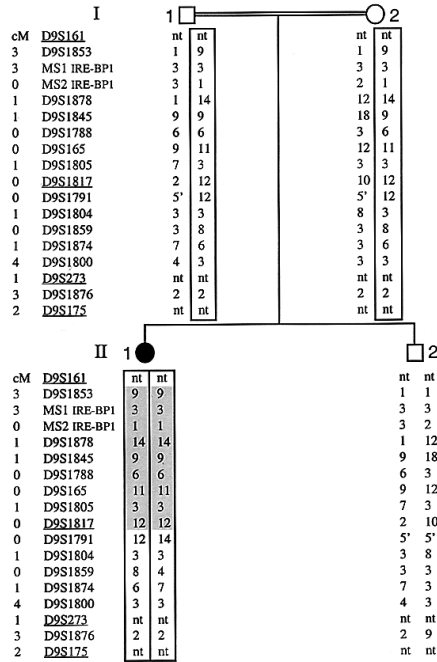 I 1 2
cM D9S161 nt nt nt nt
3 D9S1853 1 9 1 9
3 MS1 IRE-BP1 3 3 3 3
0 MS2 IRE-BP1 3 1 2 1
1 D9S1878 1 14 12 14
1 D9S1845 9 9 18 9
0 D9S1788 6 6 3 6
0 D9S165 9 11 12 11
1 D9S1805 7 3 3 3
0 D9S1817 2 12 10 12
0 D9S1791 5' 12 5' 12
1 D9S1804 3 3 8 3
0 D9S1859 3 8 3 8
1 D9S1874 7 6 3 6
4 D9S1800 4 3 3 3
1 D9S273 nt nt nt nt
3 D9S1876 2 2 2 2
2 D9S175 nt nt nt nt
II 1 2
cM D9S161 nt nt nt nt
3 D9S1853 9 9 1 1
3 MS1 IRE-BP1 3 3 3 3
0 MS2 IRE-BP1 1 1 3 2
1 D9S1878 14 14 1 12
1 D9S1845 9 9 9 18
0 D9S1788 6 6 6 3
0 D9S165 11 11 9 12
1 D9S1805 3 3 7 3
0 D9S1817 12 12 2 10
0 D9S1791 12 14 5' 5'
1 D9S1804 3 3 3 8
0 D9S1859 8 4 3 3
1 D9S1874 6 7 7 3
4 D9S1800 3 3 4 3
1 D9S273 nt nt nt nt
3 D9S1876 2 2 2 9
2 D9S175 nt nt nt nt